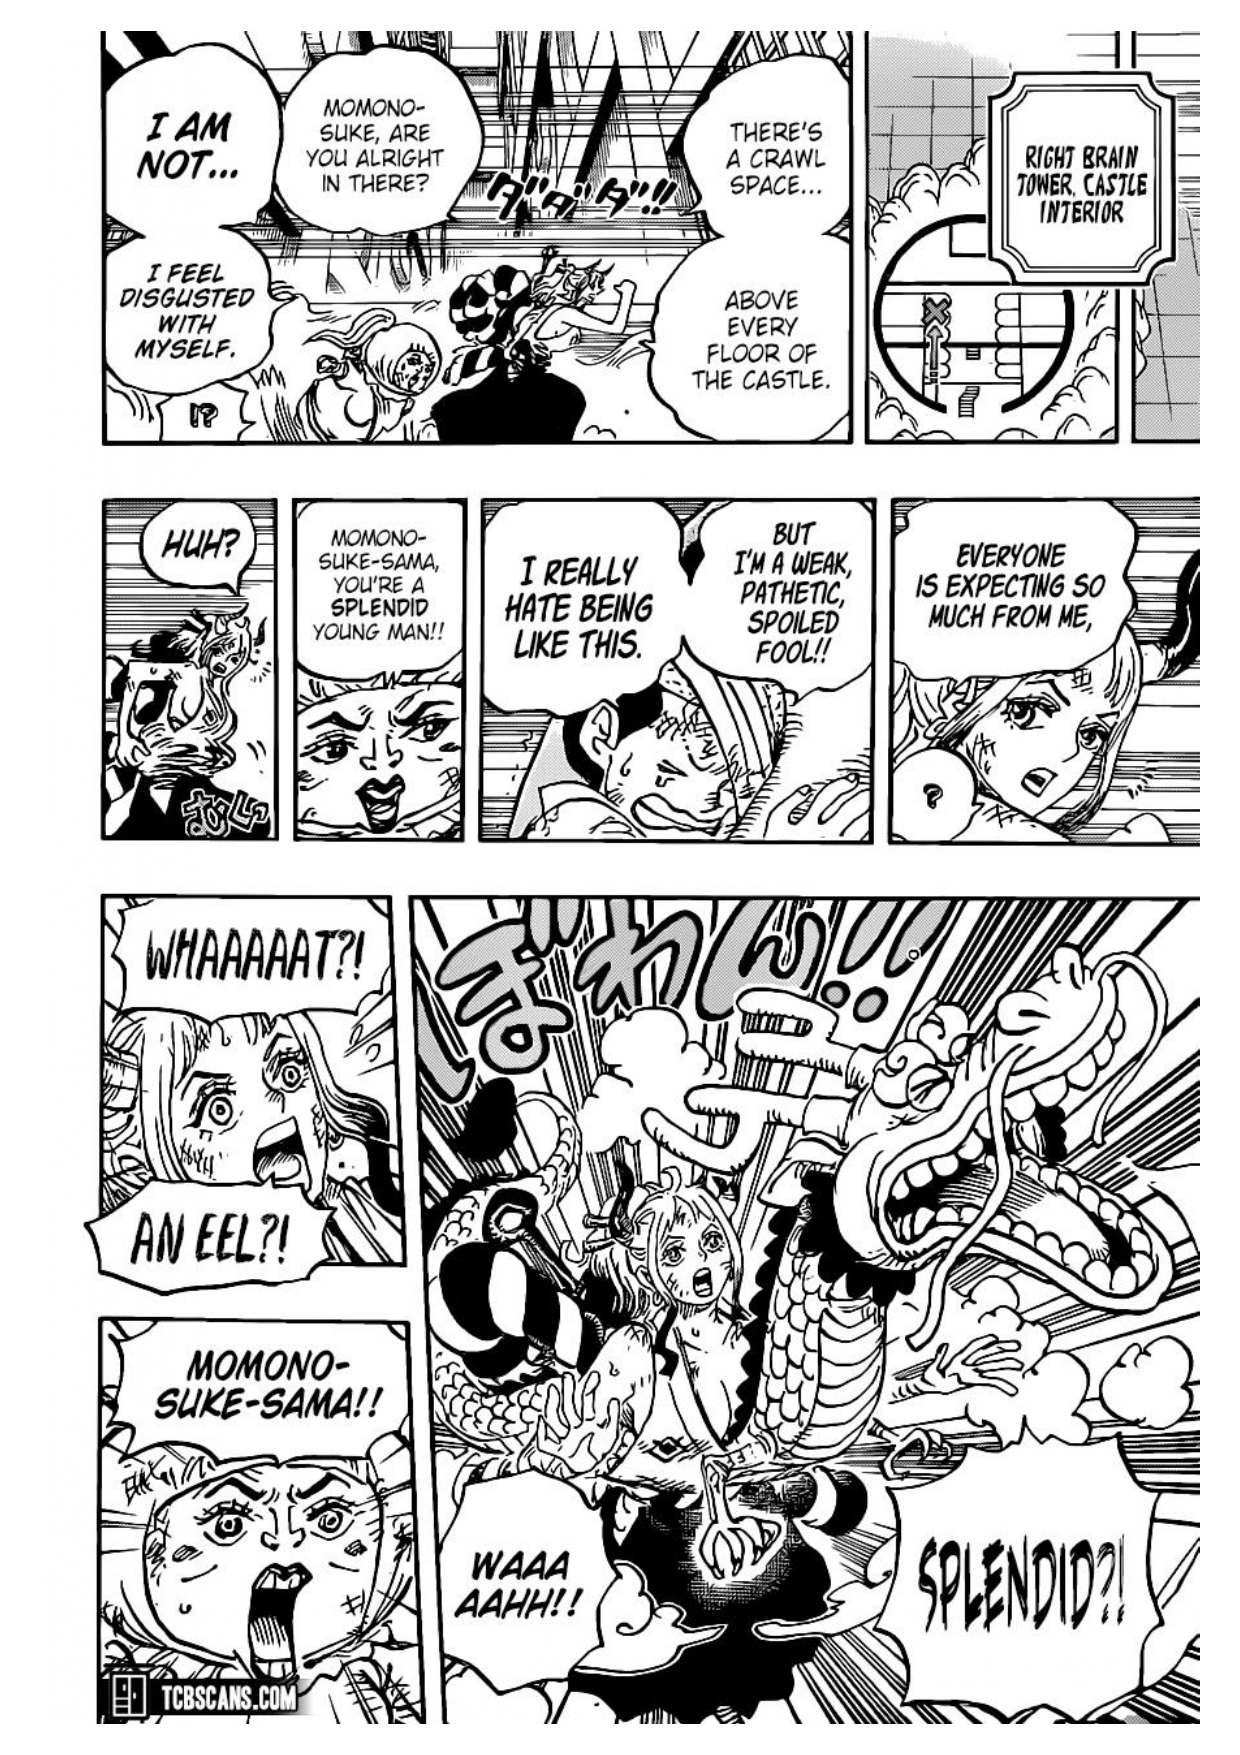 RIGHT BRAIN
TOWER, CASTLE
INTERIOR
THERE'S
A CRAWL
SPACE...
ABOVE
EVERY
FLOOR OF
THE CASTLE.
ダダダ!!
MOMONO-
SUKE, ARE
YOU ALRIGHT
IN THERE?
I AM
NOT...
I FEEL
DISGUSTED
WITH
MYSELF.
!?
EVERYONE
IS EXPECTING SO
MUCH FROM ME,
?
BUT
I'M A WEAK,
PATHETIC,
SPOILED
FOOL!!
I REALLY
HATE BEING
LIKE THIS.
MOMONO-
SUKE-SAMA,
YOU'RE A
SPLENDID
YOUNG MAN!!
HUH?
むくっ
ぼわん!!
SPLENDID?!
WAAA
AAHH!!
WHAAAAAT?!
AN EEL?!
MOMONO-
SUKE-SAMA!!
TCBSCANS.COM